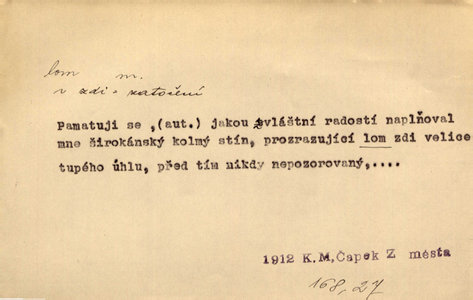 lom m.
v zdi = zatočení
Pamatuji se ,(aut.) jakou zvláštní radostí naplňoval
mne širokánský kolmý stín, prozrazující lom zdi velice
tupého úhlu, před tím nikdy nepozorovaný,....
1912 K.M,Čapek Z města
168, 27